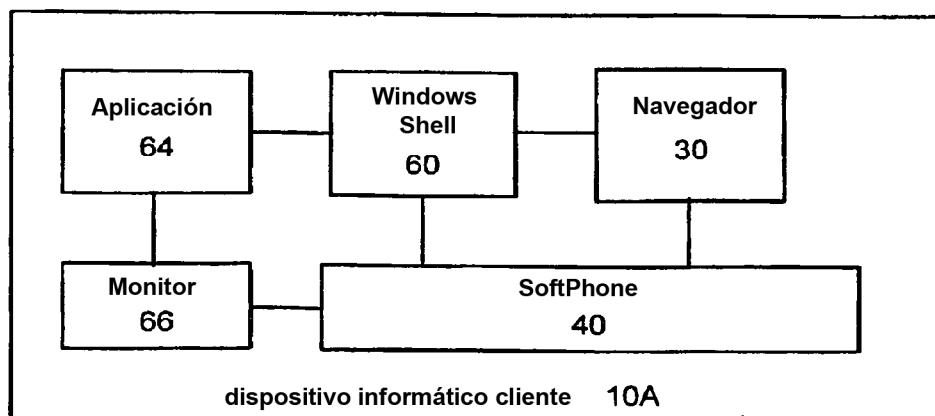 Aplicación
64
Windows
Shell
60
Navegador
30
Monitor
66
SoftPhone
40
dispositivo informático cliente 10A